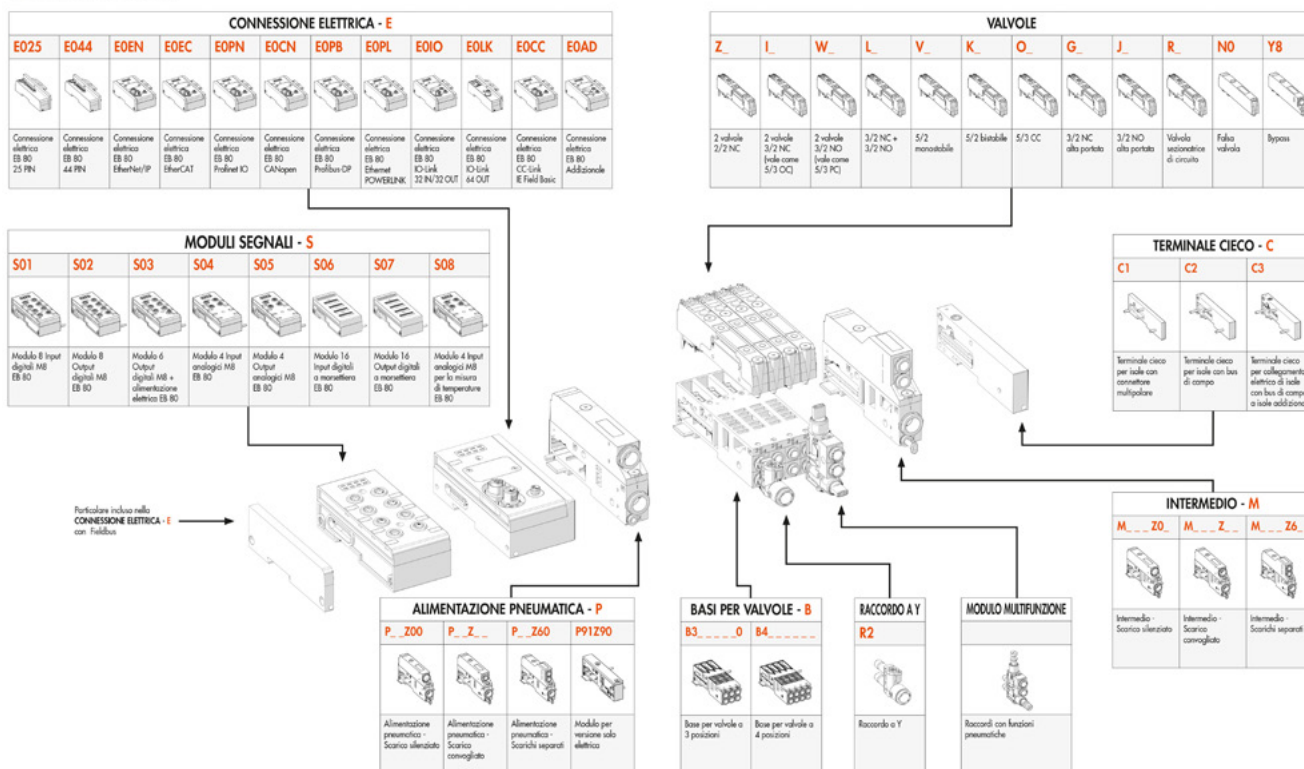 CONNESSIONE ELETTRICA - E
E025 E044 E0EN E0EC E0PN E0CN E0PB E0PL E0IO E0LK E0CC E0AD
Connessione
elettrica
EB 80
25 PIN
Connessione
elettrica
EB 80
44 PIN
Connessione
elettrica
EB 80
EtherNet/IP
Connessione
elettrica
EB 80
EtherCAT
Connessione
elettrica
EB 80
Profinet IO
Connessione
elettrica
EB 80
CANopen
Connessione
elettrica
EB 80
Profibus-DP
Connessione
elettrica
EB 80
Ethernet
POWERLINK
Connessione
elettrica
EB 80
IO-Link
32 IN/32 OUT
Connessione
elettrica
EB 80
IO-Link
64 OUT
Connessione
elettrica
EB 80
CC-Link
IE Field Basic
Connessione
elettrica
EB 80
Addizionale
VALVOLE
Z_ I_ W_ L_ V_ K_ O_ G_ J_ R_ N0 Y8
2 valvole
2/2 NC
2 valvole
3/2 NC
(vale come
5/3 OC)
2 valvole
3/2 NO
(vale come
5/3 PC)
3/2 NC +
3/2 NO
5/2
monostabile
5/2 bistabile
5/3 CC
3/2 NC
alta portata
3/2 NO
alta portata
Valvola
sezionatrice
di circuito
Falsa
valvola
Bypass
MODULI SEGNALI - S
S01 S02 S03 S04 S05 S06 S07 S08
Modulo 8 Input
digitali M8
EB 80
Modulo 8
Output
digitali M8
EB 80
Modulo 6
Output
digitali M8 +
alimentazione
elettrica EB 80
Modulo 4 Input
analogici M8
EB 80
Modulo 4
Output
analogici M8
EB 80
Modulo 16
Input digitali
a morsettiera
EB 80
Modulo 16
Output digitali
a morsettiera
EB 80
Modulo 4 Input
analogici M8
per la misura
di temperature
EB 80
TERMINALE CIECO - C
C1 C2 C3
Terminale cieco
per isole con
connettore
multipolare
Terminale cieco
per isole con bus
di campo
Terminale cieco
per collegamento
elettrico di isole
con bus di campo
a isole addizional
Particolare incluso nella
CONNESSIONE ELETTRICA - E
con Fieldbus
INTERMEDIO - M
M_ _ _ Z0_ M_ _ _ Z_ _ M_ _ _ Z6_
Intermedio -
Scarico silenziato
Intermedio -
Scarico
convogliato
Intermedio -
Scarichi separati
ALIMENTAZIONE PNEUMATICA - P
P_ _Z00 P_ _Z_ _ P_ _Z60 P91Z90
Alimentazione
pneumatica -
Scarico silenziato
Alimentazione
pneumatica -
Scarico
convogliato
Alimentazione
pneumatica -
Scarichi separati
Modulo per
versione solo
elettrica
BASI PER VALVOLE - B
B3_ _ _ _ _0 B4_ _ _ _ _ _
Base per valvole a
3 posizioni
Base per valvole a
4 posizioni
RACCORDO A Y
R2
Raccordo a Y
MODULO MULTIFUNZIONE
Raccordi con funzioni
pneumatiche